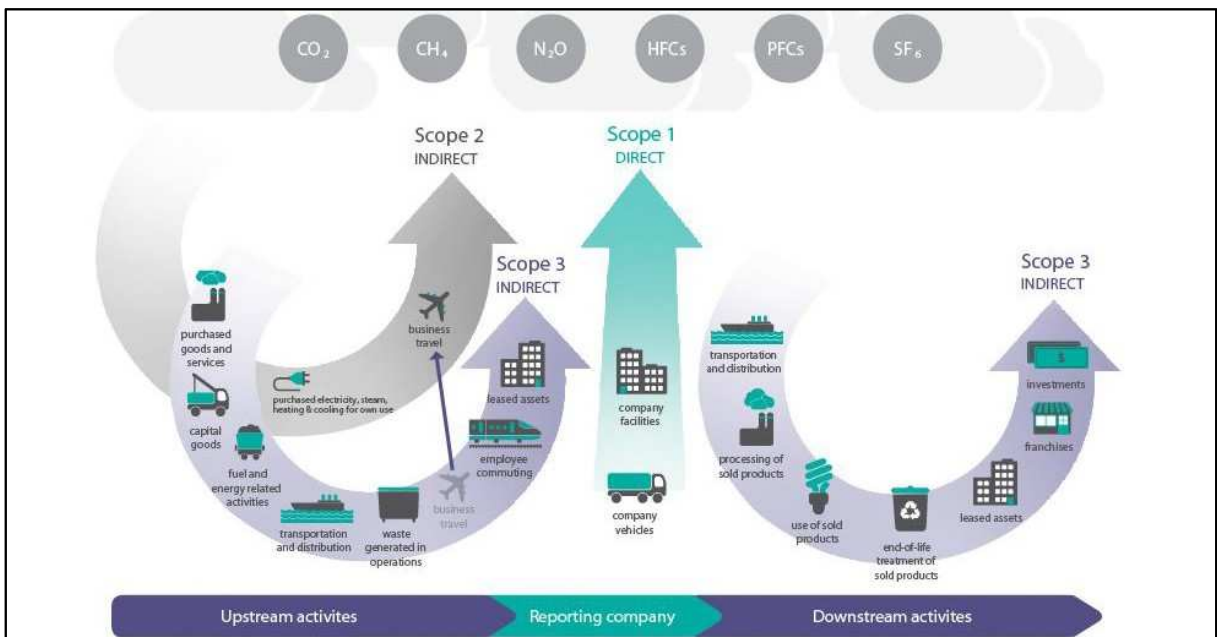 CO₂
CH₄
N₂O
HFCs
PFCs
SF₆
Scope 2
INDIRECT
Scope 1
DIRECT
Scope 3
INDIRECT
Scope 3
INDIRECT
purchased
goods and
services
capital
goods
fuel and
energy related
activities
purchased electricity, steam,
heating & cooling for own use
transportation
and distribution
waste
generated in
operations
business
travel
business
travel
employee
commuting
leased assets
company
facilities
company
vehicles
transportation
and distribution
processing of
sold products
use of sold
products
end-of-life
treatment of
sold products
leased assets
franchises
investments
$
Upstream activites
Reporting company
Downstream activites